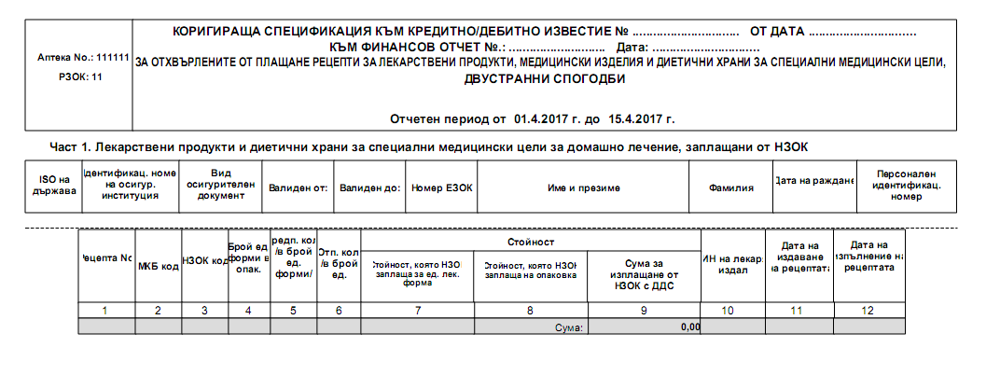 КОРИГИРАЩА СПЕЦИФИКАЦИЯ КЪМ КРЕДИТНО/ДЕБИТНО ИЗВЕСТИЕ № ................................ ОТ ДАТА ................................
КЪМ ФИНАНСОВ ОТЧЕТ №.: ............................. Дата: ................................
Аптека No.: 111111
РЗОК: 11
ЗА ОТХВЪРЛЕНИТЕ ОТ ПЛАЩАНЕ РЕЦЕПТИ ЗА ЛЕКАРСТВЕНИ ПРОДУКТИ, МЕДИЦИНСКИ ИЗДЕЛИЯ И ДИЕТИЧНИ ХРАНИ ЗА СПЕЦИАЛНИ МЕДИЦИНСКИ ЦЕЛИ,
ДВУСТРАННИ СПОГОДБИ
Отчетен период от 01.4.2017 г. до 15.4.2017 г.
Част 1. Лекарствени продукти и диетични храни за специални медицински цели за домашно лечение, заплащани от НЗОК
ISO на
държава
дентификац. номе
на осигур.
институция
Вид
осигурителен
документ
Валиден от:
Валиден до:
Номер ЕЗОК
Име и презиме
Фамилия
Дата на раждане
Персонален
идентификац.
номер
ецепта No
МКБ код
НЗОК код
Брой ед
форми в
опак.
редп. кол
/в брой
ед.
форми/
Отп. кол
/в брой
ед.
Стойност
Стойност, която НЗО
заплаща за ед. лек.
форма
Стойност, която НЗО
заплаща на опаковка
Сума за
изплащане от
НЗОК с ДДС
ИН на лекар
издал
Дата на
издаване
на рецептата
Дата на
изпълнение на
рецептата
1 2 3 4 5 6 7 8 9 10 11 12
Сума: 0,00